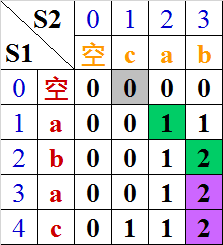 S2 0 1 2 3
S1 空 c a b
0 空 0 0 0 0
1 a 0 0 1 1
2 b 0 0 1 2
3 a 0 0 1 2
4 c 0 1 1 2